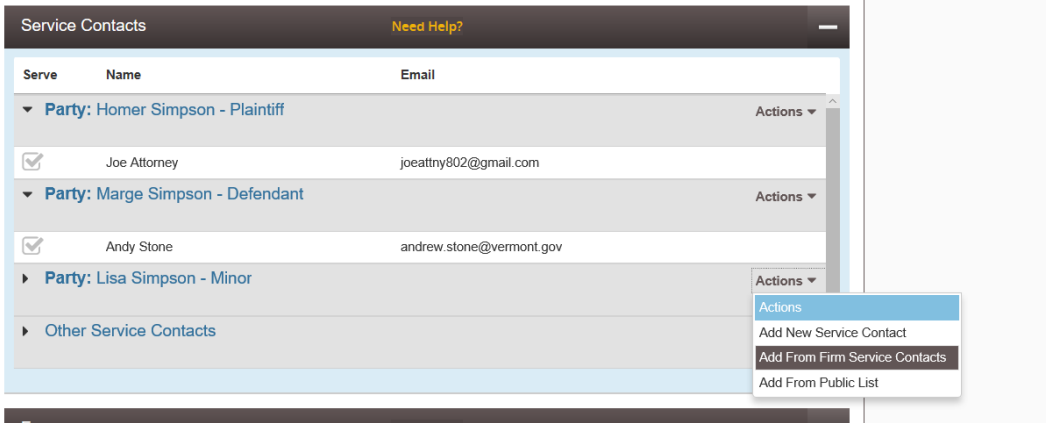 Service Contacts Need Help?
Serve Name Email
Party: Homer Simpson - Plaintiff Actions
Joe Attorney joeattny802@gmail.com
Party: Marge Simpson - Defendant Actions
Andy Stone andrew.stone@vermont.gov
Party: Lisa Simpson - Minor Actions
Actions
Add New Service Contact
Other Service Contacts
Add From Firm Service Contacts
Add From Public List